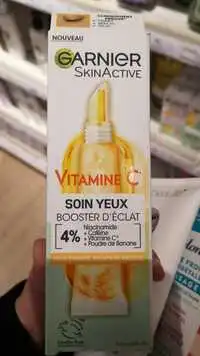 NOUVEAU
GARNIER
SKINACTIVE
VITAMINE C*
SOIN YEUX
BOOSTER D'ÉCLAT
4%
Niacinamide
+ Caféine
+ Vitamine C*
+ Poudre de Banane